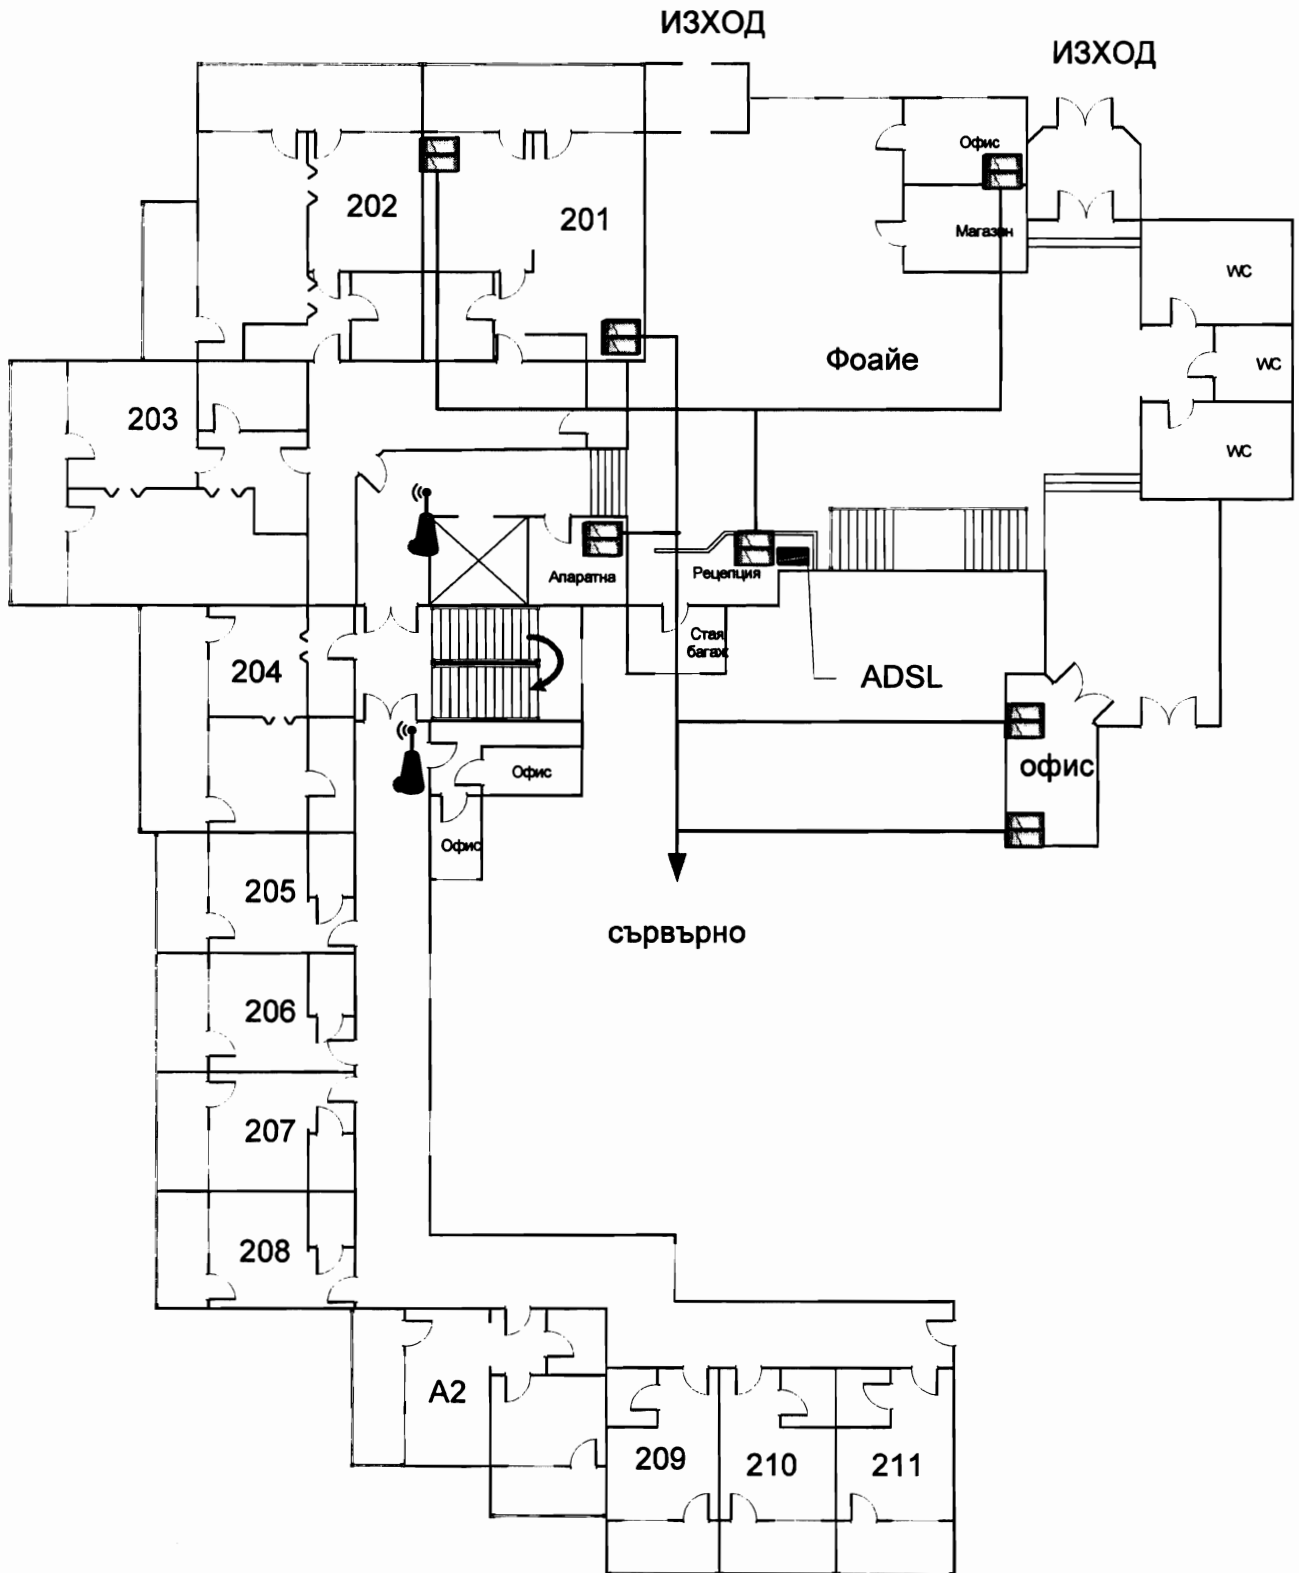 ИЗХОД
ИЗХОД
Офис
202
201
Магазин
WC
Фоайе
WC
203
WC
Апаратна
Рецепция
Стая
багаж
204
ADSL
Офис
офис
Офис
205
сървърно
206
207
208
А2
209
210
211